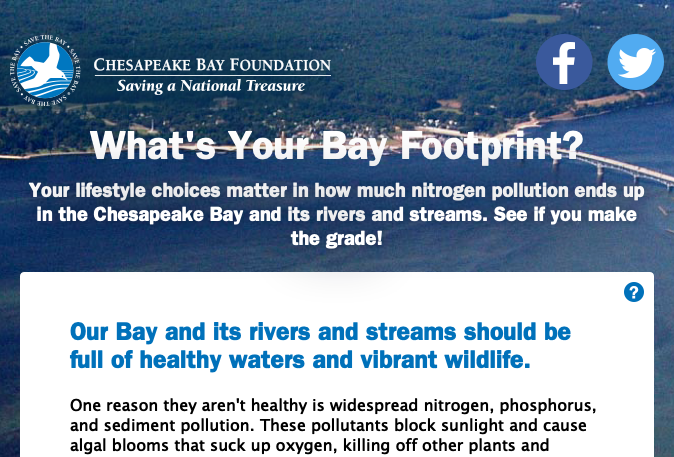 SAVE THE BAY • SAVE THE BAY • SAVE THE BAY • SAVE THE BAY
CHESAPEAKE BAY FOUNDATION
Saving a National Treasure
What's Your Bay Footprint?
Your lifestyle choices matter in how much nitrogen pollution ends up
in the Chesapeake Bay and its rivers and streams. See if you make
the grade!
?
Our Bay and its rivers and streams should be
full of healthy waters and vibrant wildlife.
One reason they aren't healthy is widespread nitrogen, phosphorus,
and sediment pollution. These pollutants block sunlight and cause
algal blooms that suck up oxygen, killing off other plants and